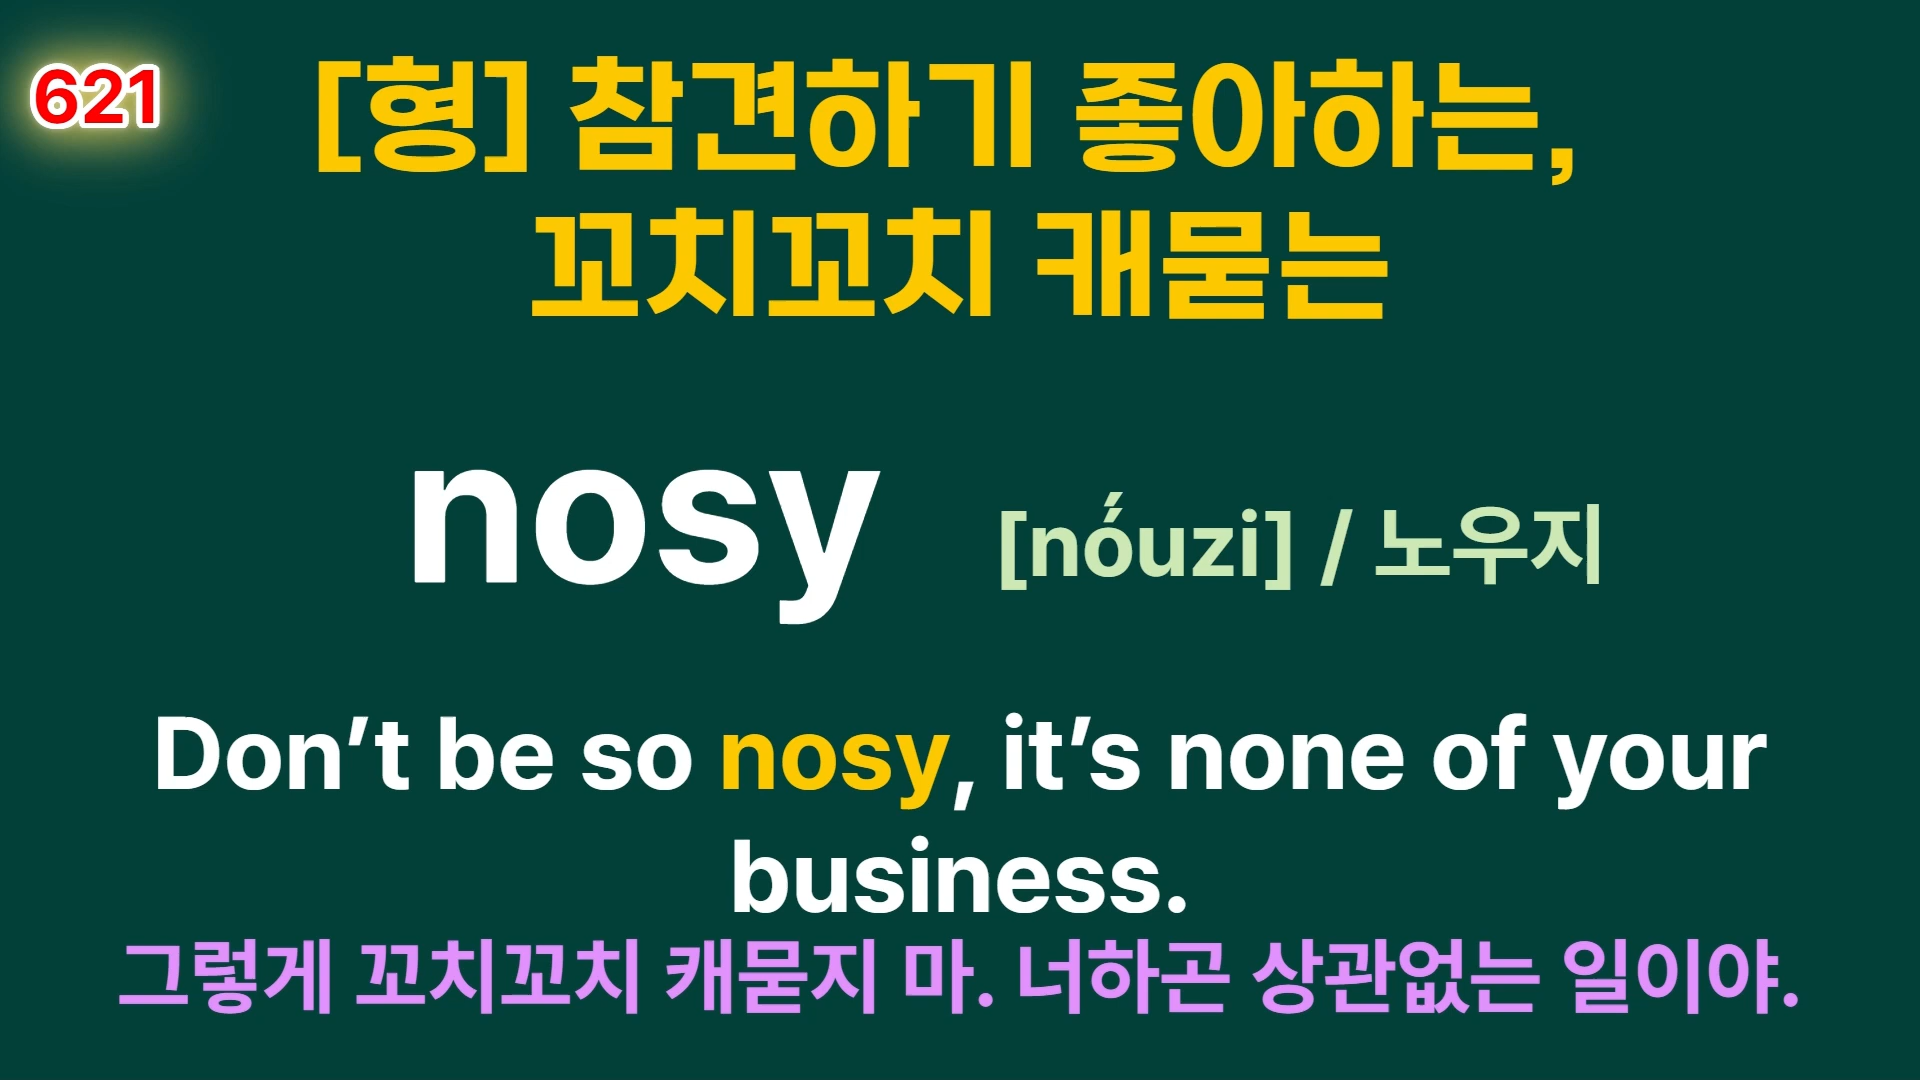 621
[형] 참견하기 좋아하는,
꼬치꼬치 캐묻는
nosy [nóuzi] / 노우지
Don’t be so nosy, it’s none of your
business.
그렇게 꼬치꼬치 캐묻지 마. 너하곤 상관없는 일이야.